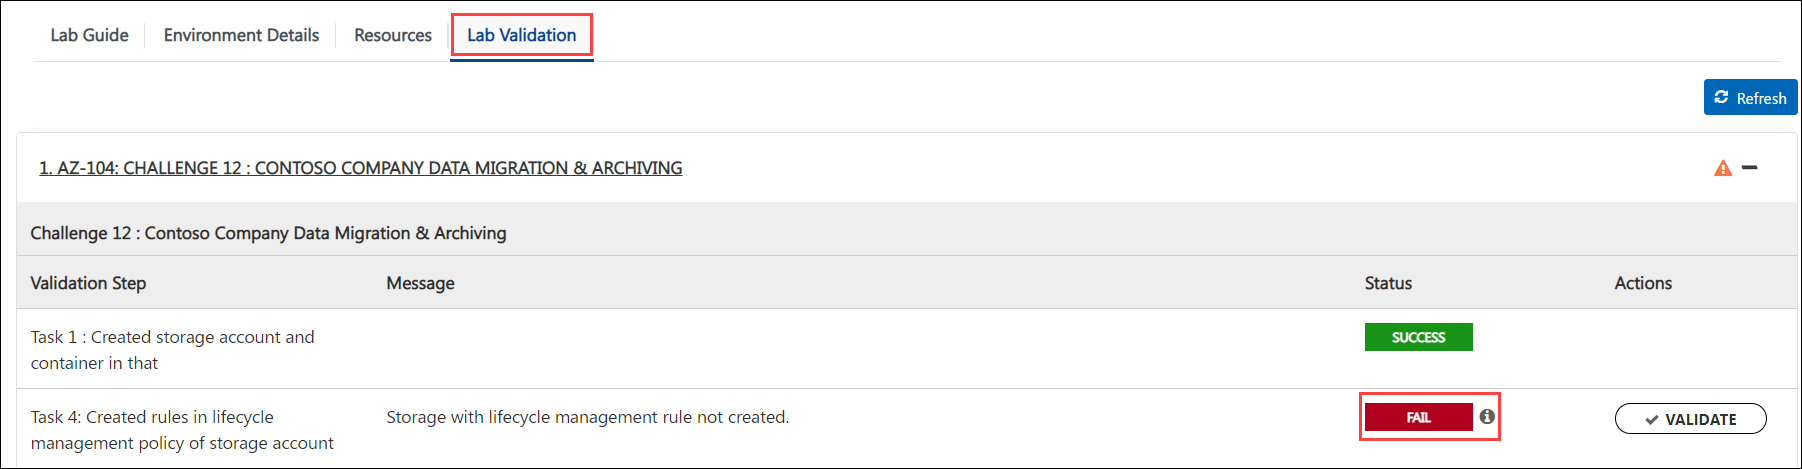 Lab Guide Environment Details Resources Lab Validation
Refresh
1. AZ-104: CHALLENGE 12 : CONTOSO COMPANY DATA MIGRATION & ARCHIVING
Challenge 12 : Contoso Company Data Migration & Archiving
Validation Step Message Status Actions
Task 1 : Created storage account and
container in that
SUCCESS
Task 4: Created rules in lifecycle
management policy of storage account
Storage with lifecycle management rule not created.
FAIL
VALIDATE